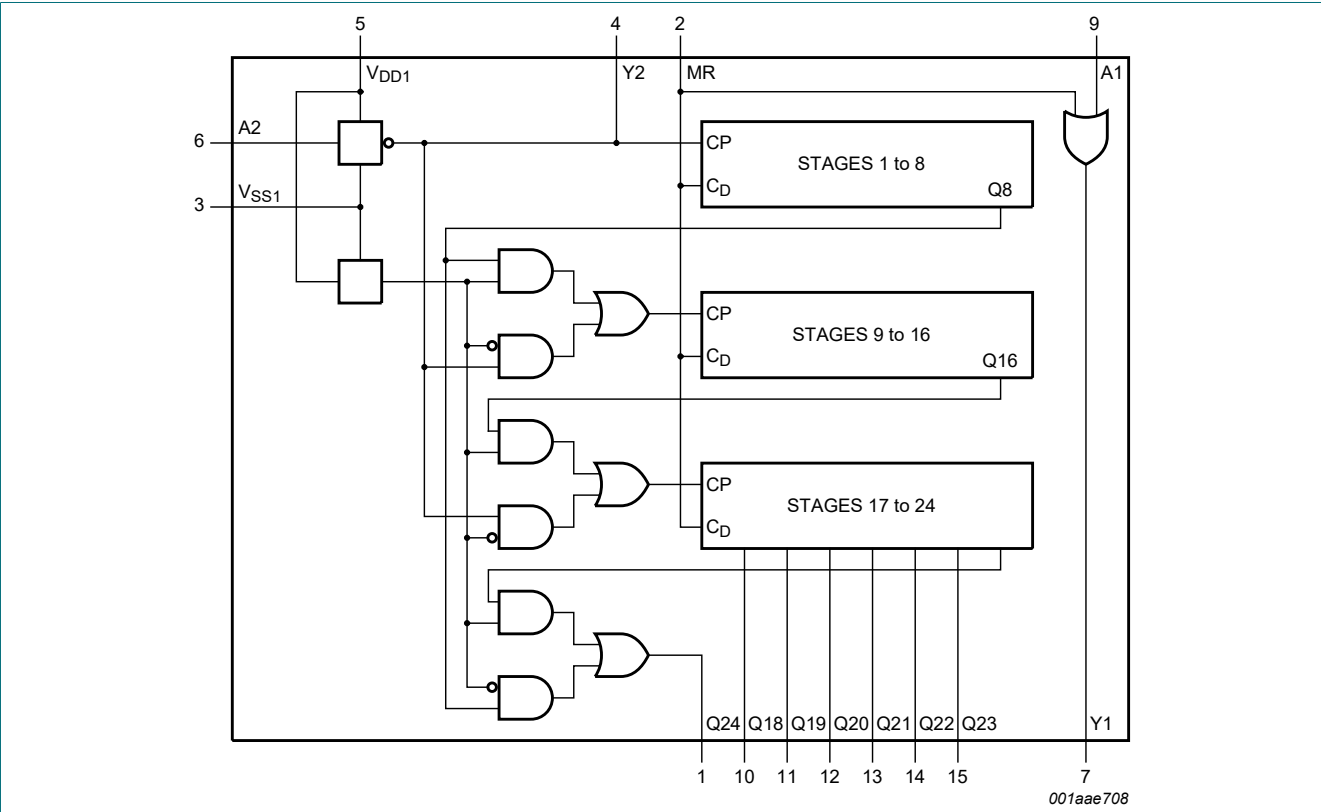 5 4 2 9
VDD1 Y2 MR A1
6 A2
CP
STAGES 1 to 8
CD
Q8
3 VSS1
CP
STAGES 9 to 16
CD
Q16
CP
STAGES 17 to 24
CD
Q24 Q18 Q19 Q20 Q21 Q22 Q23 Y1
1 10 11 12 13 14 15 7
001aae708